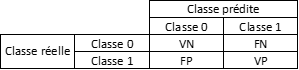 Classe prédite
Classe 0 Classe 1
Classe réelle Classe 0 VN FN
Classe 1 FP VP